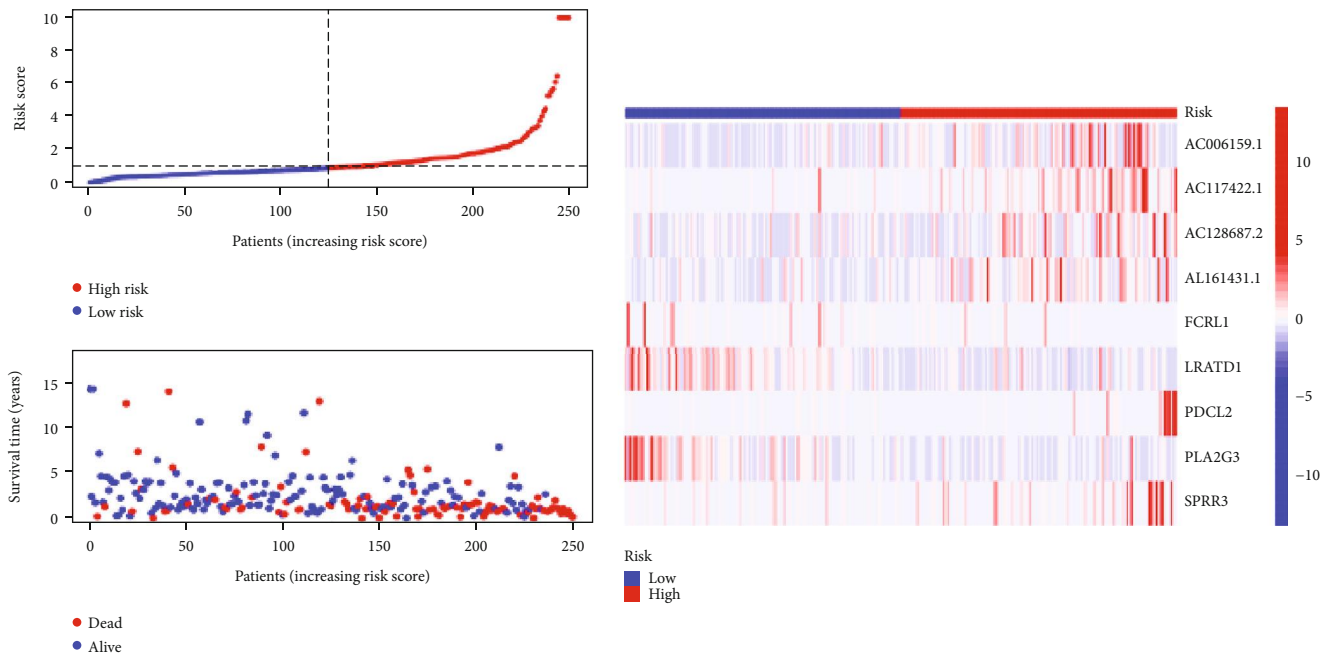 Risk score
10
8
6
4
2
0
0 50 100 150 200 250
Patients (increasing risk score)
High risk
Low risk
Survival time (years)
15
10
5
0
0 50 100 150 200 250
Patients (increasing risk score)
Dead
Alive
Risk
AC006159.1
AC117422.1
AC128687.2
AL161431.1
FCRL1
LRATD1
PDCL2
PLA2G3
SPRR3
10
5
0
−5
−10
Risk
Low
High